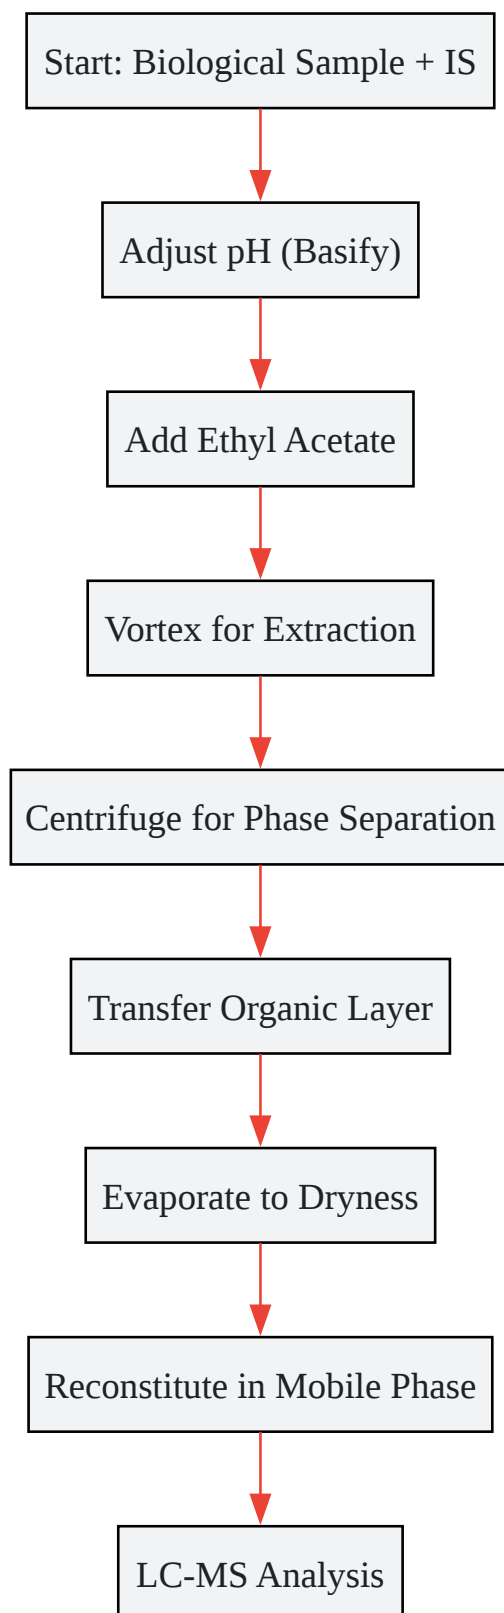 Start: Biological Sample + IS
Adjust pH (Basify)
Add Ethyl Acetate
Vortex for Extraction
Centrifuge for Phase Separation
Transfer Organic Layer
Evaporate to Dryness
Reconstitute in Mobile Phase
LC-MS Analysis